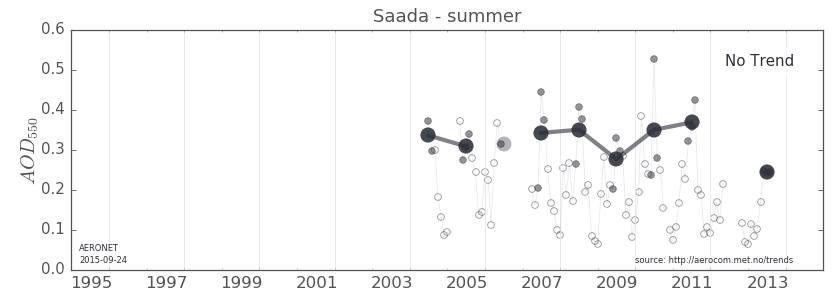 Saada - summer
0.6
0.5
0.4
0.3
0.2
0.1
0.0
AOD550
No Trend
AERONET
2015-09-24
source: http://aerocom.met.no/trends
1995 1997 1999 2001 2003 2005 2007 2009 2011 2013